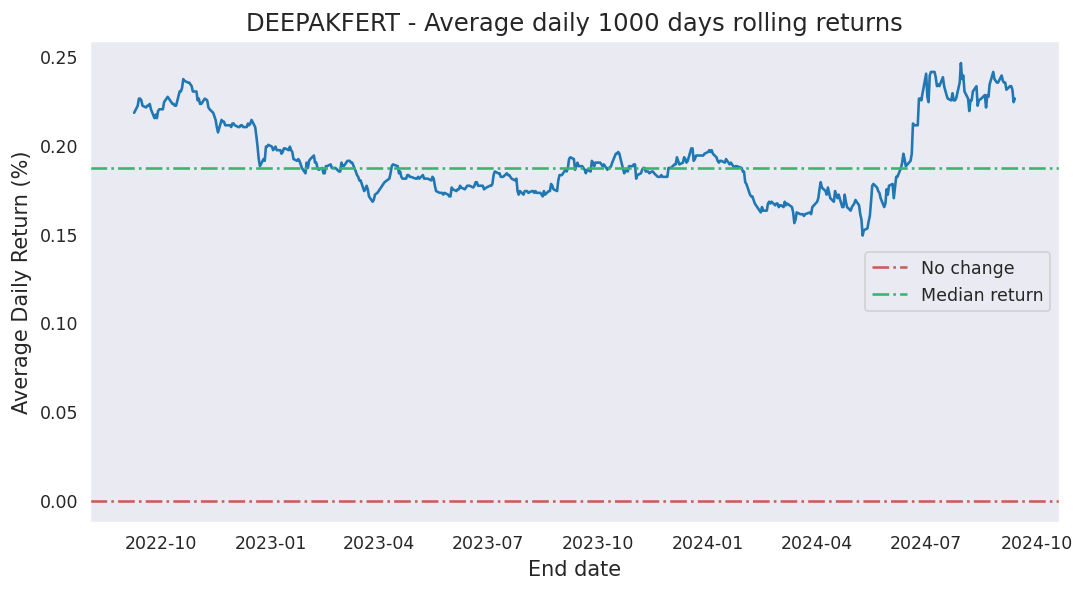 DEEPAKFERT - Average daily 1000 days rolling returns
Average Daily Return (%)
0.25
0.20
0.15
0.10
0.05
0.00
No change
Median return
2022-10 2023-01 2023-04 2023-07 2023-10 2024-01 2024-04 2024-07 2024-10
End date